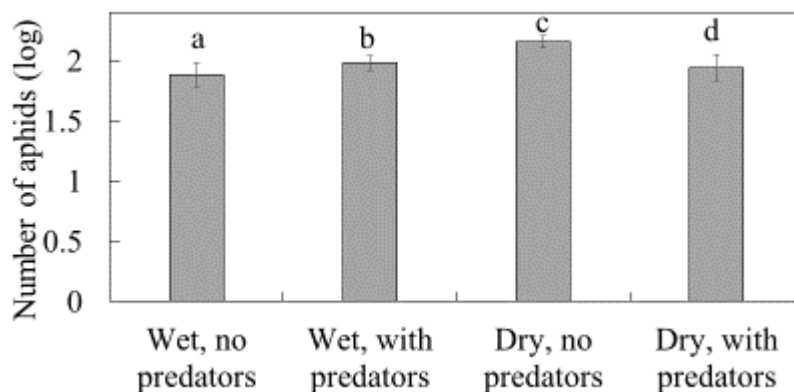 Number of aphids (log)
2
1.5
1
0.5
0
a
b
c
d
Wet, no
predators
Wet, with
predators
Dry, no
predators
Dry, with
predators